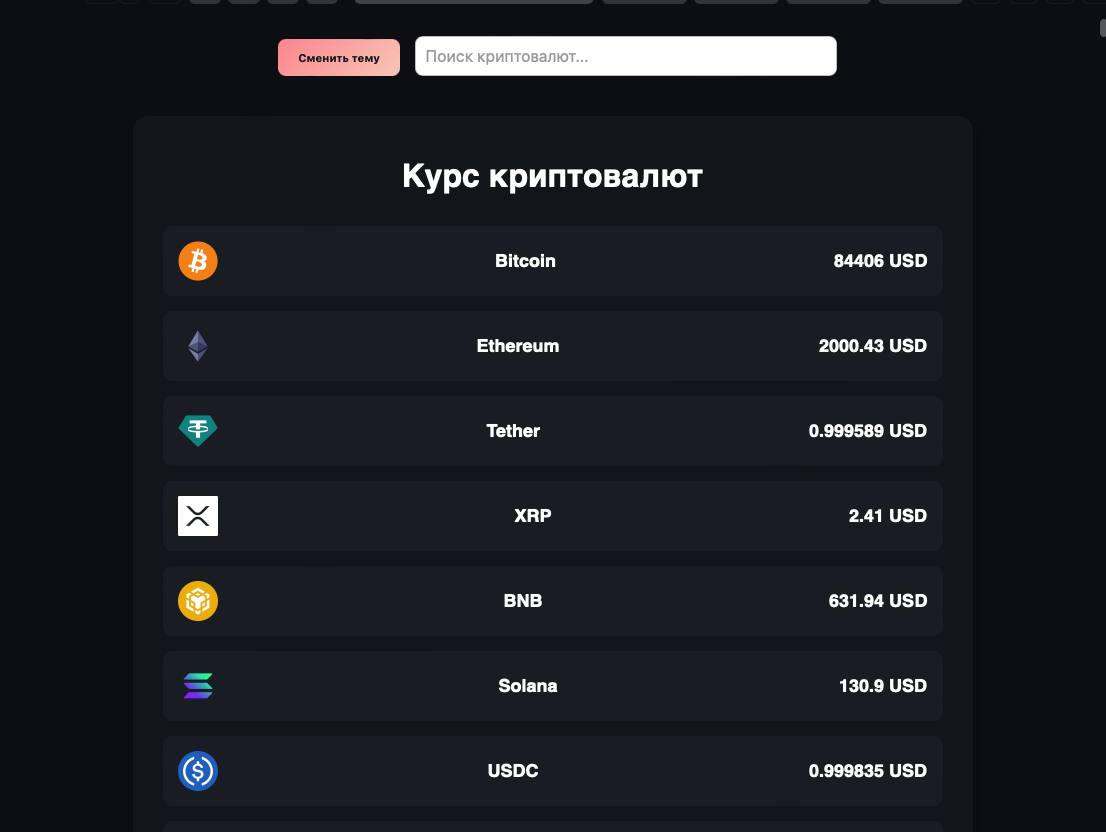 Сменить тему
Поиск криптовалют...
Курс криптовалют
Bitcoin 84406 USD
Ethereum 2000.43 USD
Tether 0.999589 USD
XRP 2.41 USD
BNB 631.94 USD
Solana 130.9 USD
USDC 0.999835 USD